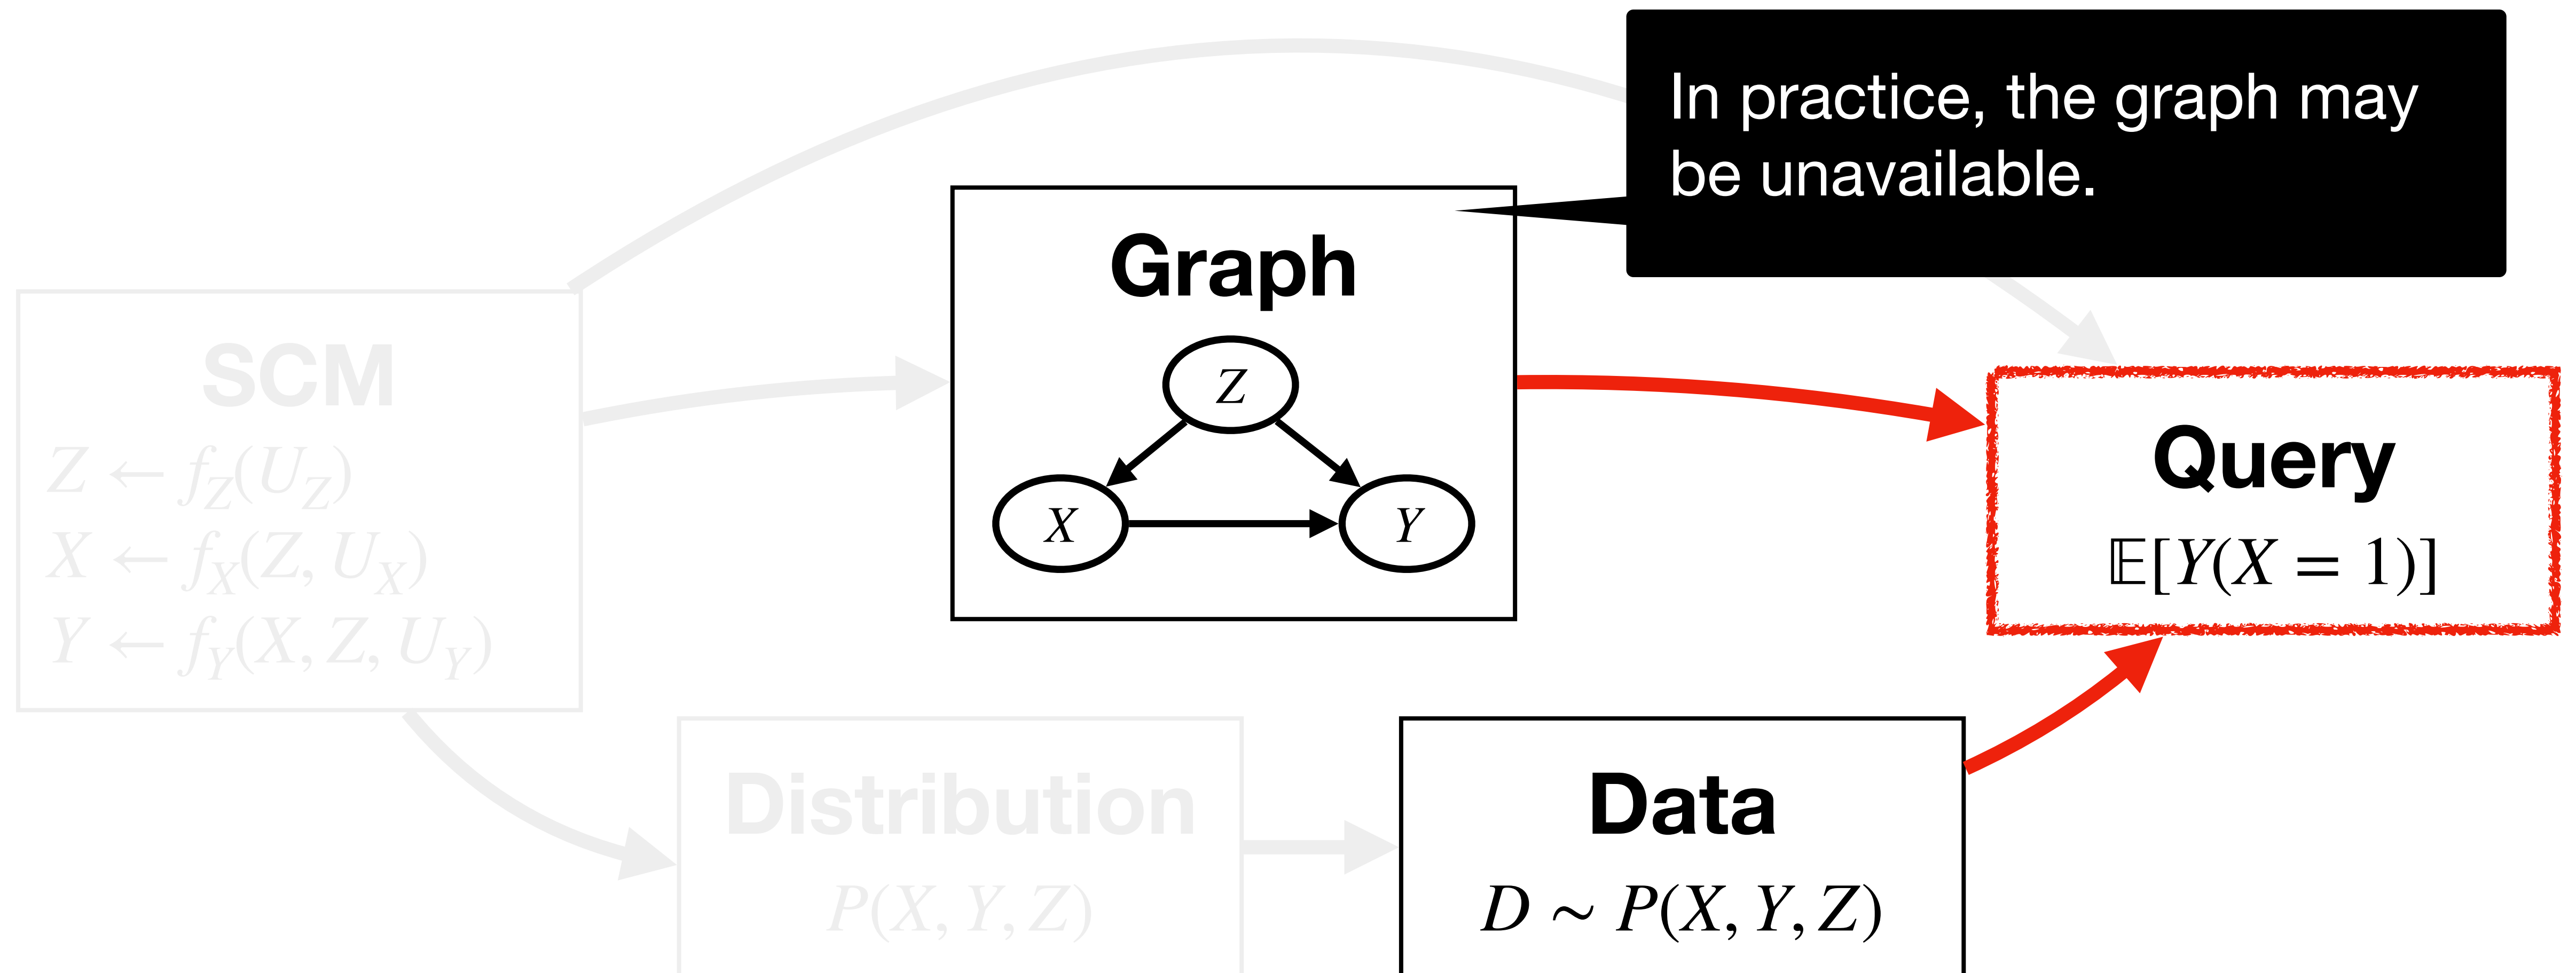 In practice, the graph may
be unavailable.
Graph
Z
X
Y
SCM
Z ← f_Z(U_Z)
X ← f_X(Z, U_X)
Y ← f_Y(X, Z, U_Y)
Query
𝔼[Y(X = 1)]
Distribution
P(X, Y, Z)
Data
D ∼ P(X, Y, Z)